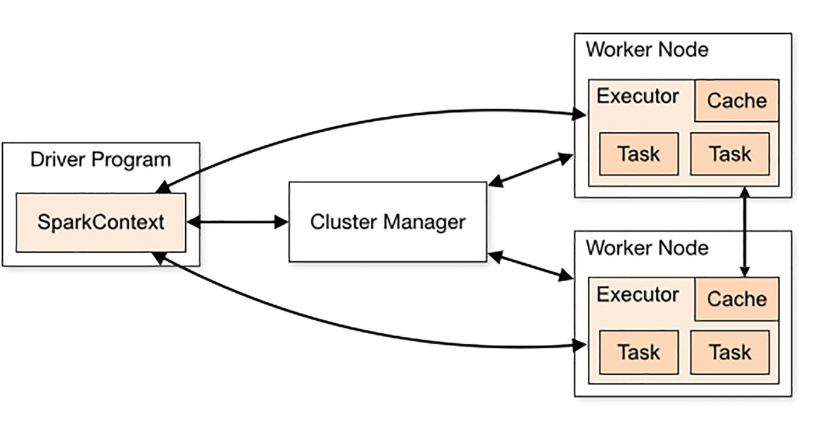 Driver Program
SparkContext
Cluster Manager
Worker Node
Executor
Cache
Task
Task
Worker Node
Executor
Cache
Task
Task